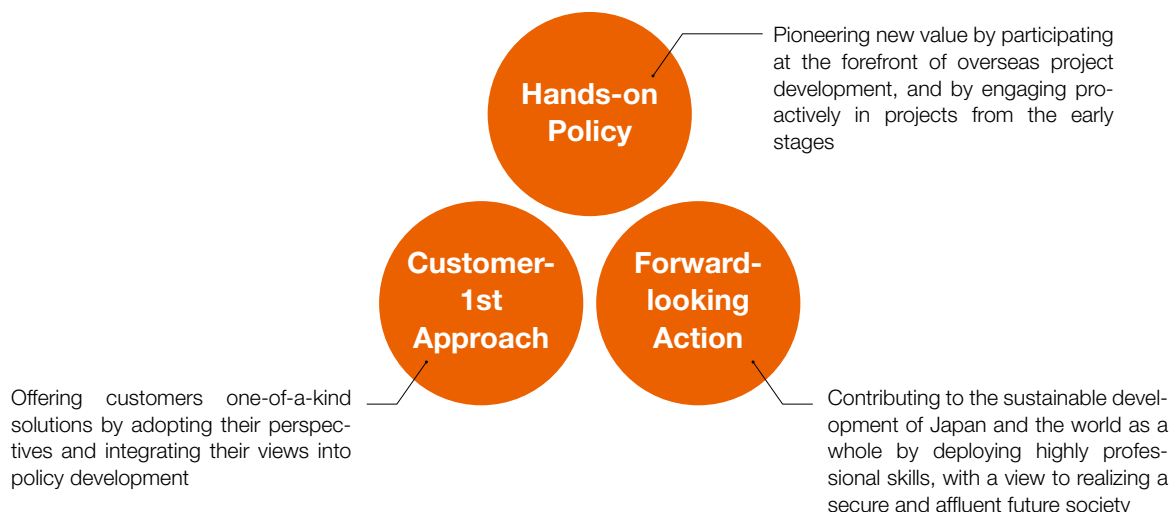 Hands-on
Policy
Pioneering new value by participating
at the forefront of overseas project
development, and by engaging pro-
actively in projects from the early
stages
Customer-
1st
Approach
Offering customers one-of-a-kind
solutions by adopting their perspec-
tives and integrating their views into
policy development
Forward-
looking
Action
Contributing to the sustainable devel-
opment of Japan and the world as a
whole by deploying highly profes-
sional skills, with a view to realizing a
secure and affluent future society